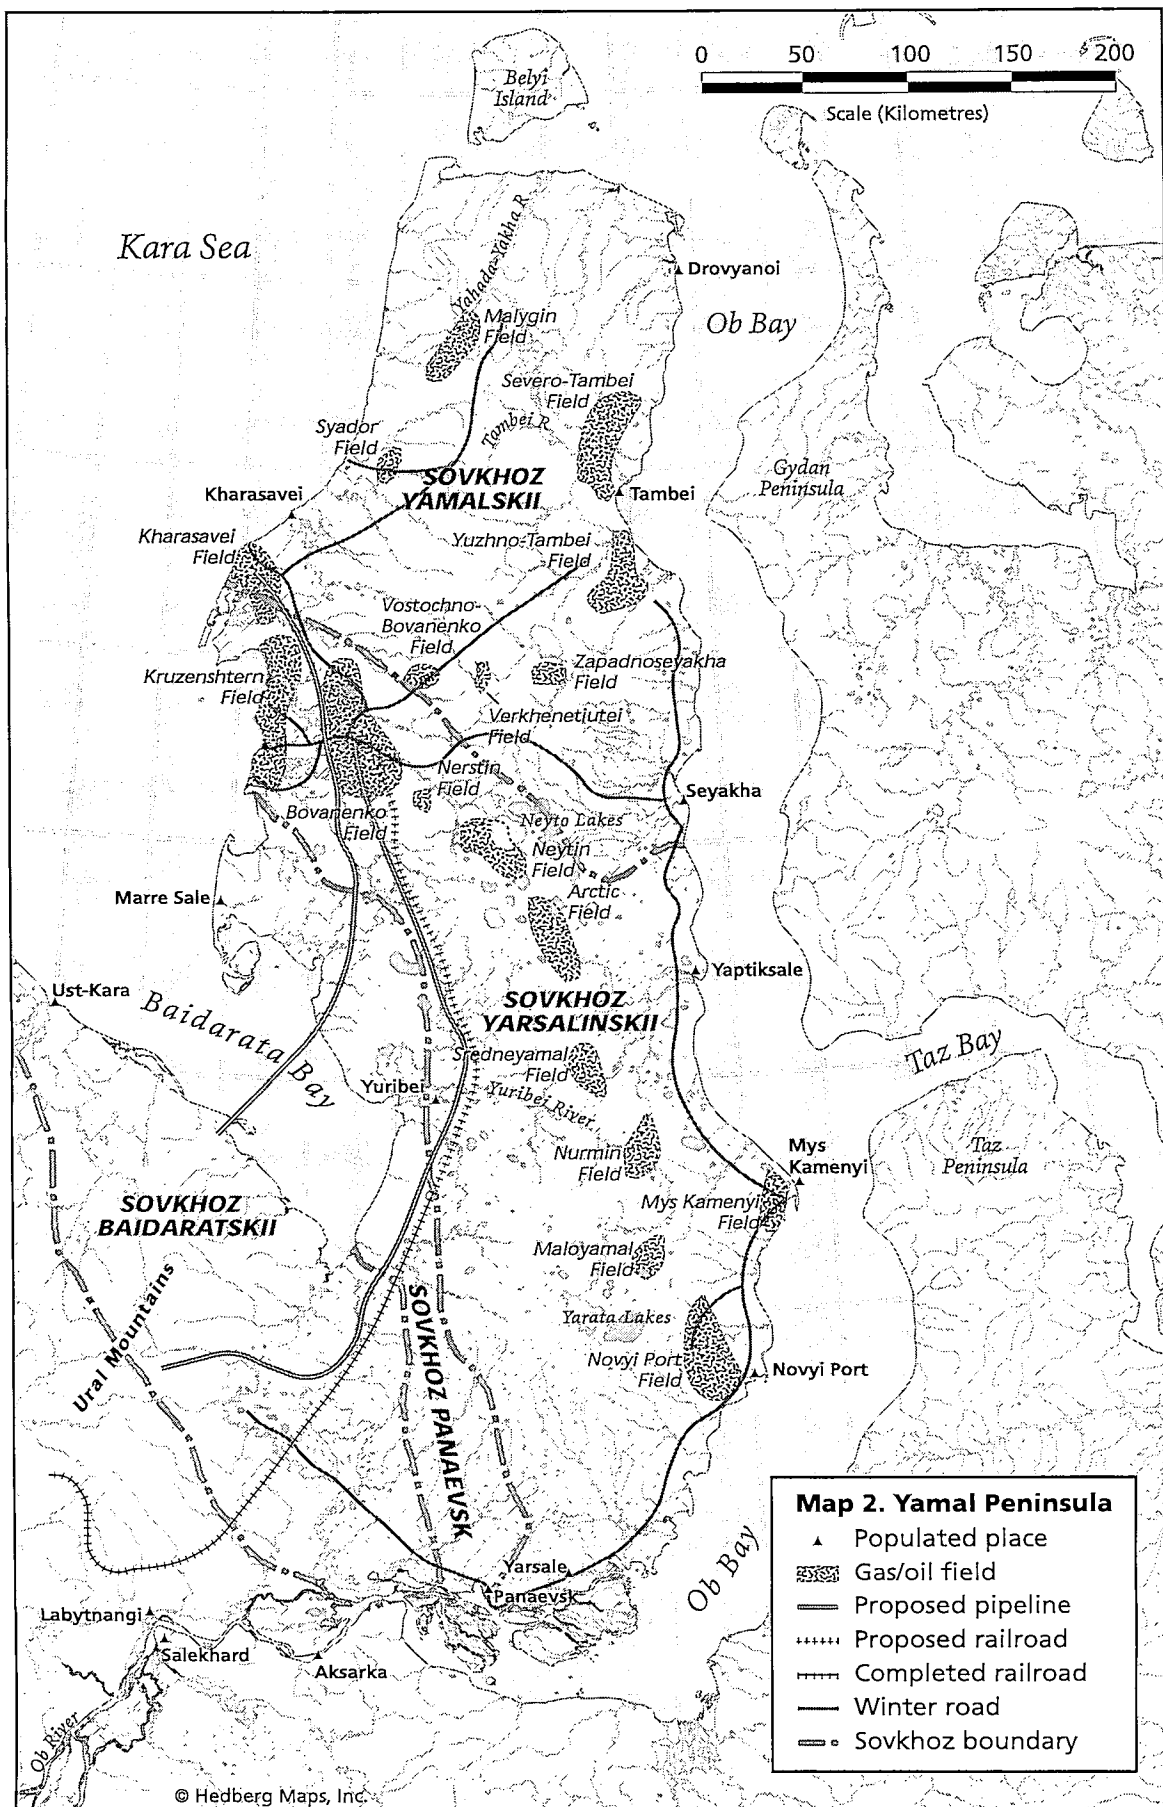 Belyi
Island
0 50 100 150 200
Scale (Kilometres)
Kara Sea
Yahada-Yakha R
Drovyanoi
Malygin
Field
Ob Bay
Severo-Tambei
Field
Syador
Field
Tambei R
SOVKHOZ
YAMALSKII
Gydan
Peninsula
Kharasavei
Tambei
Kharasavei
Field
Yuzhno-Tambei
Field
Vostochno-
Bovanenko
Field
Kruzenshtern
Field
Zapadnoseyakha
Field
Verkhenetiutei
Field
Nerstin
Field
Seyakha
Bovanenko
Field
Neyto Lakes
Neytin
Field
Marre Sale
Arctic
Field
Yaptiksale
Ust-Kara
Baidarata Bay
SOVKHOZ
YARSALINSKII
Taz Bay
Sredneyamal
Field
Yuribei
Yuribei River
Nurmin
Field
Mys
Kamenyi
Taz
Peninsula
SOVKHOZ
BAIDARATSKII
Mys Kamenyi
Field
Maloyamal
Field
Ural Mountains
SOVKHOZ PANAEVSK
Yarata Lakes
Novyi Port
Field
Novyi Port
Yarsale
Panaevsk
Ob Bay
Labytnangi
Salekhard
Aksarka
Ob River
Map 2. Yamal Peninsula
Populated place
Gas/oil field
Proposed pipeline
Proposed railroad
Completed railroad
Winter road
Sovkhoz boundary
© Hedberg Maps, Inc.